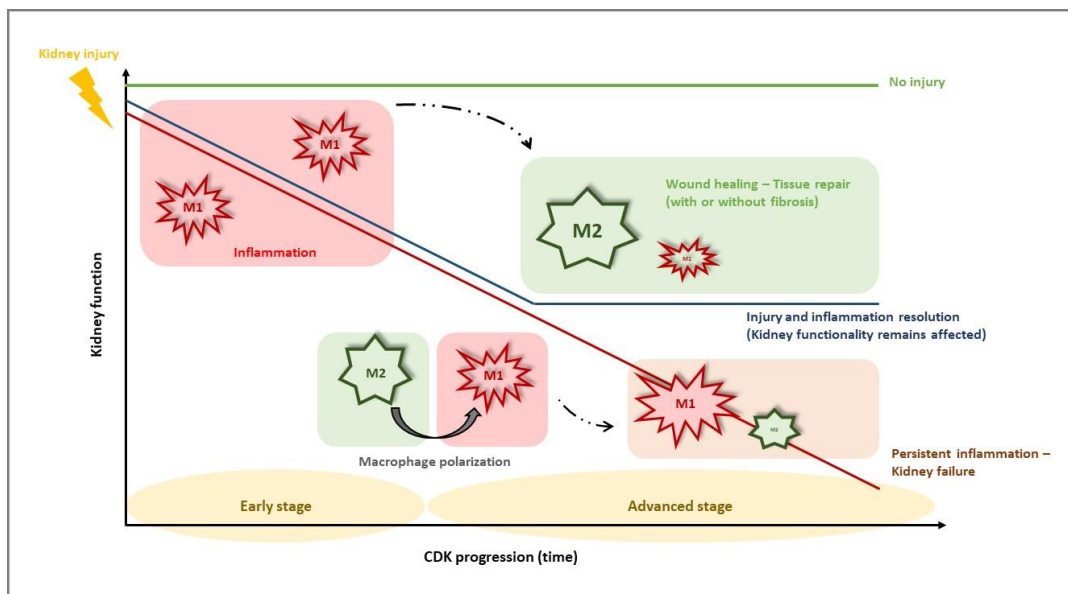 Kidney injury
No injury
M1
M1
Inflammation
Wound healing – Tissue repair
(with or without fibrosis)
M2
M1
Kidney function
Injury and inflammation resolution
(Kidney functionality remains affected)
M2
M1
Macrophage polarization
M1
M2
Persistent inflammation –
Kidney failure
Early stage
Advanced stage
CDK progression (time)